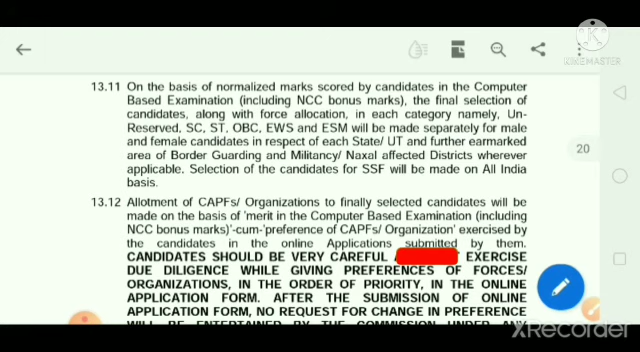 KINEMASTER
13.11 On the basis of normalized marks scored by candidates in the Computer
Based Examination (including NCC bonus marks), the final selection of
candidates, along with force allocation, in each category namely, Un-
Reserved, SC, ST, OBC, EWS and ESM will be made separately for male
and female candidates in respect of each State/ UT and further earmarked
area of Border Guarding and Militancy/ Naxal affected Districts wherever
applicable. Selection of the candidates for SSF will be made on All India
basis.
20
13.12 Allotment of CAPFs/ Organizations to finally selected candidates will be
made on the basis of 'merit in the Computer Based Examination (including
NCC bonus marks)'-cum-'preference of CAPFs/ Organization' exercised by
the candidates in the online Applications submitted by them.
CANDIDATES SHOULD BE VERY CAREFUL EXERCISE
DUE DILIGENCE WHILE GIVING PREFERENCES OF FORCES/
ORGANIZATIONS, IN THE ORDER OF PRIORITY, IN THE ONLINE
APPLICATION FORM. AFTER THE SUBMISSION OF ONLINE
APPLICATION FORM, NO REQUEST FOR CHANGE IN PREFERENCE
WILL BE ENTERTAINED BY THE COMMISSION UNDER ANY
XRecorder